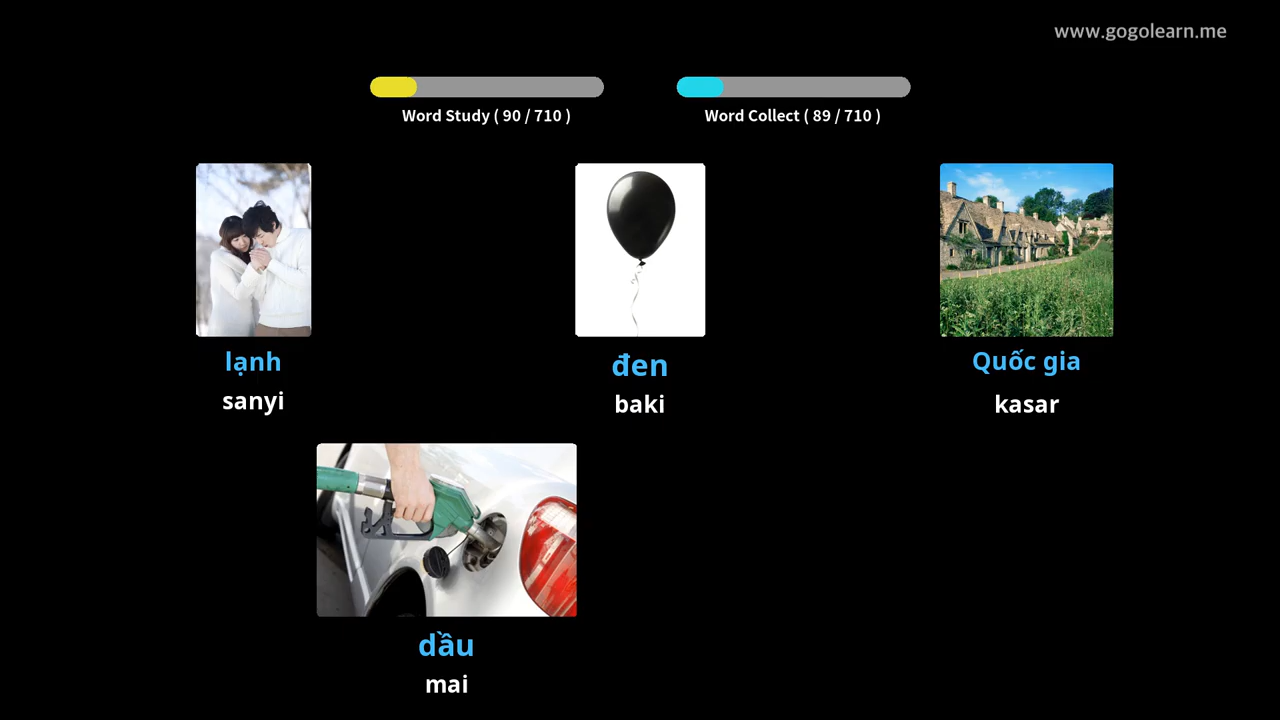 www.gogolearn.me
Word Study ( 90 / 710 )
Word Collect ( 89 / 710 )
lạnh
sanyi
đen
baki
Quốc gia
kasar
dầu
mai